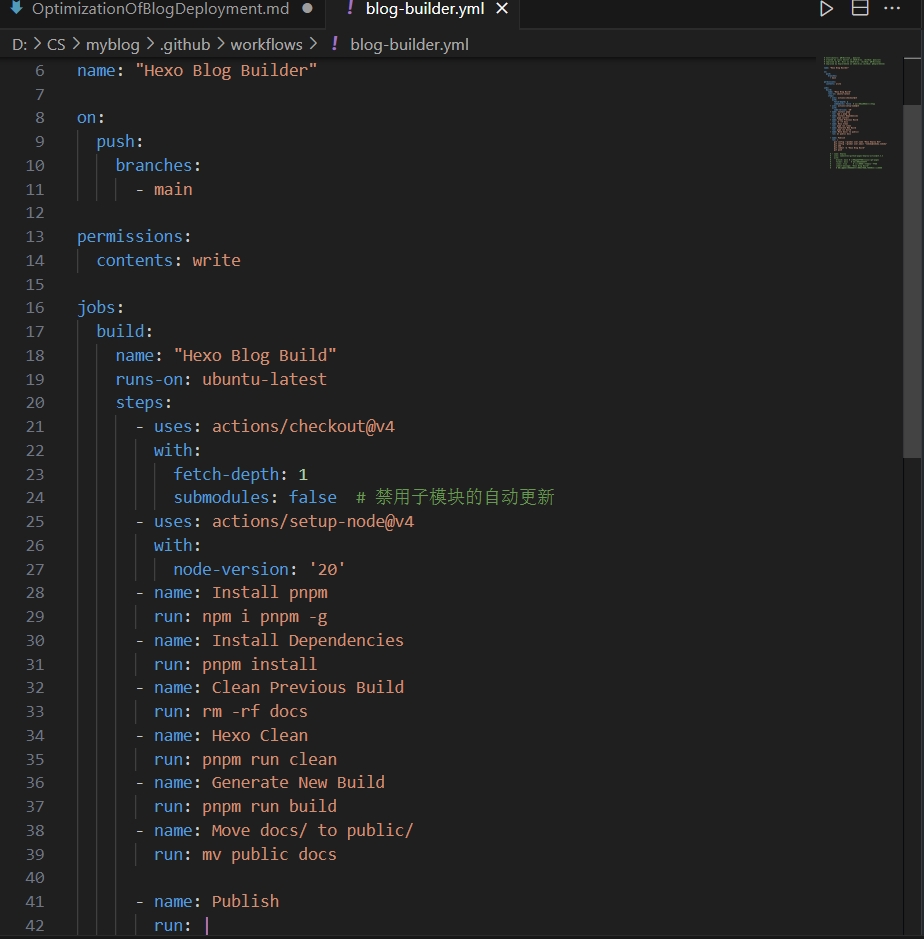 OptimizationOfBlogDeployment.md ● ! blog-builder.yml ×
D: > CS > myblog > .github > workflows > ! blog-builder.yml
6 name: "Hexo Blog Builder"
7
8 on:
9 push:
10 branches:
11 - main
12
13 permissions:
14 contents: write
15
16 jobs:
17 build:
18 name: "Hexo Blog Build"
19 runs-on: ubuntu-latest
20 steps:
21 - uses: actions/checkout@v4
22 with:
23 fetch-depth: 1
24 submodules: false # 禁用子模块的自动更新
25 - uses: actions/setup-node@v4
26 with:
27 node-version: '20'
28 - name: Install pnpm
29 run: npm i pnpm -g
30 - name: Install Dependencies
31 run: pnpm install
32 - name: Clean Previous Build
33 run: rm -rf docs
34 - name: Hexo Clean
35 run: pnpm run clean
36 - name: Generate New Build
37 run: pnpm run build
38 - name: Move docs/ to public/
39 run: mv public docs
40
41 - name: Publish
42 run: |